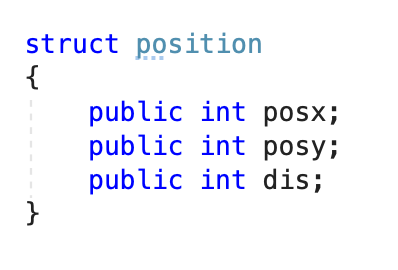 struct position
{
    public int posx;
    public int posy;
    public int dis;
}